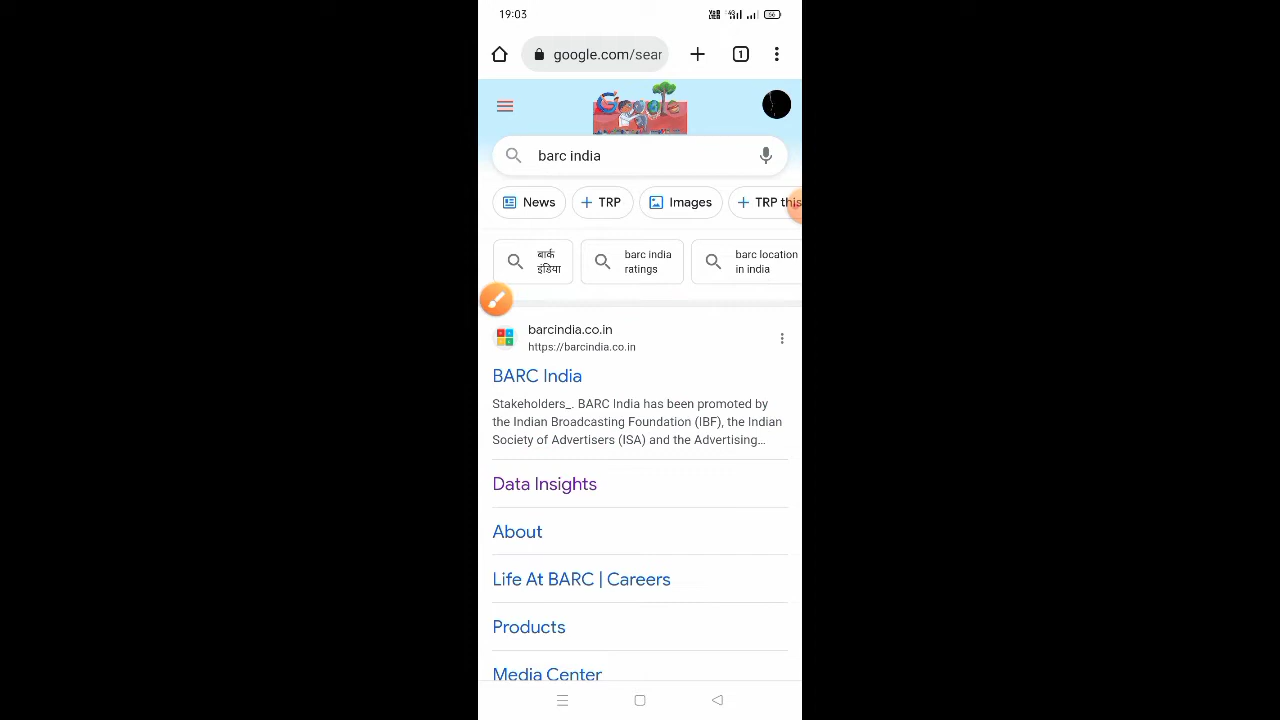 19:03
google.com/sear
1
barc india
News
TRP
Images
TRP this
बार्क
इंडिया
barc india
ratings
barc location
in india
barcindia.co.in
https://barcindia.co.in
BARC India
Stakeholders_. BARC India has been promoted by
the Indian Broadcasting Foundation (IBF), the Indian
Society of Advertisers (ISA) and the Advertising...
Data Insights
About
Life At BARC | Careers
Products
Media Center